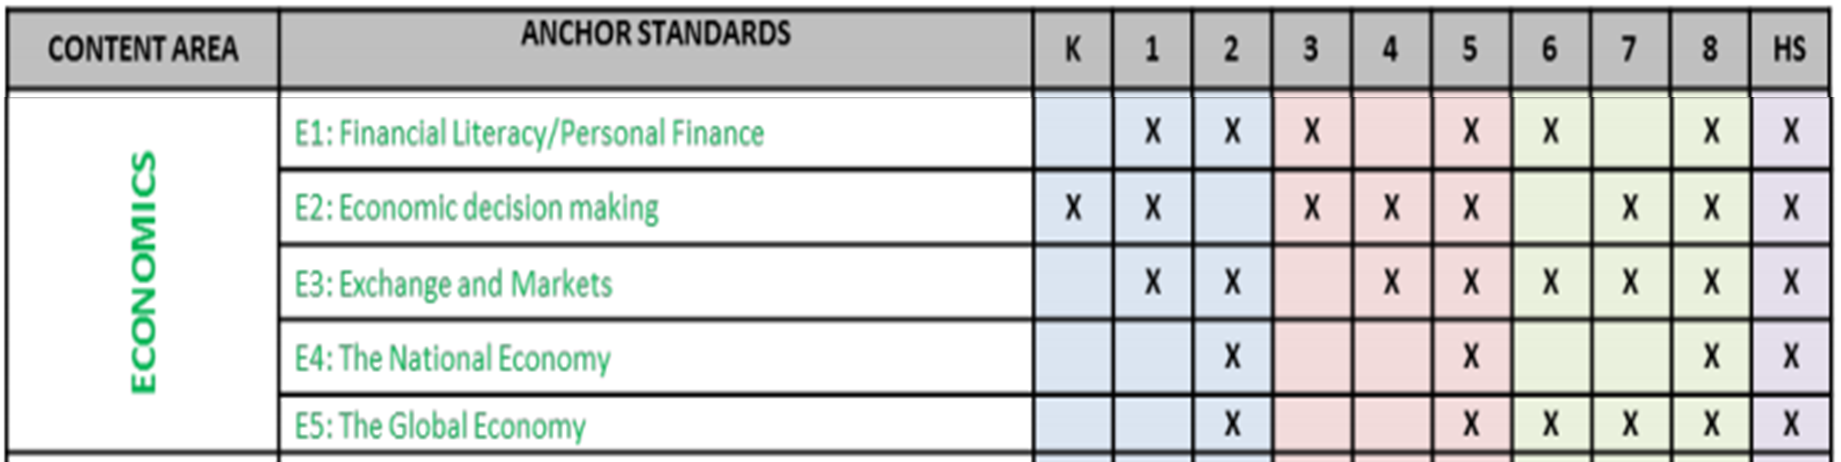 CONTENT AREA ANCHOR STANDARDS K 1 2 3 4 5 6 7 8 HS
ECONOMICS
E1: Financial Literacy/Personal Finance X X X X X X X
E2: Economic decision making X X X X X X X X
E3: Exchange and Markets X X X X X X X X
E4: The National Economy X X X X
E5: The Global Economy X X X X X X